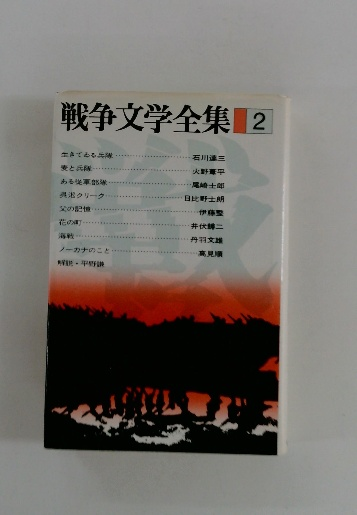 戦争文学全集 2
生きてゐる兵隊…………石川達三
麦と兵隊…………火野葦平
ある従軍部隊…………尾崎士郎
呉淞クリーク…………日比野士朗
父の記憶…………伊藤整
花の町…………井伏鱒二
海戦…………丹羽文雄
ノーカナのこと…………高見順
解説・平野謙